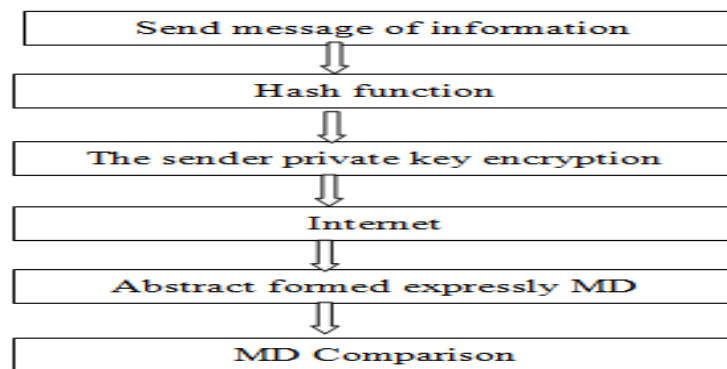 Send message of information
Hash function
The sender private key encryption
Internet
Abstract formed expressly MD
MD Comparison